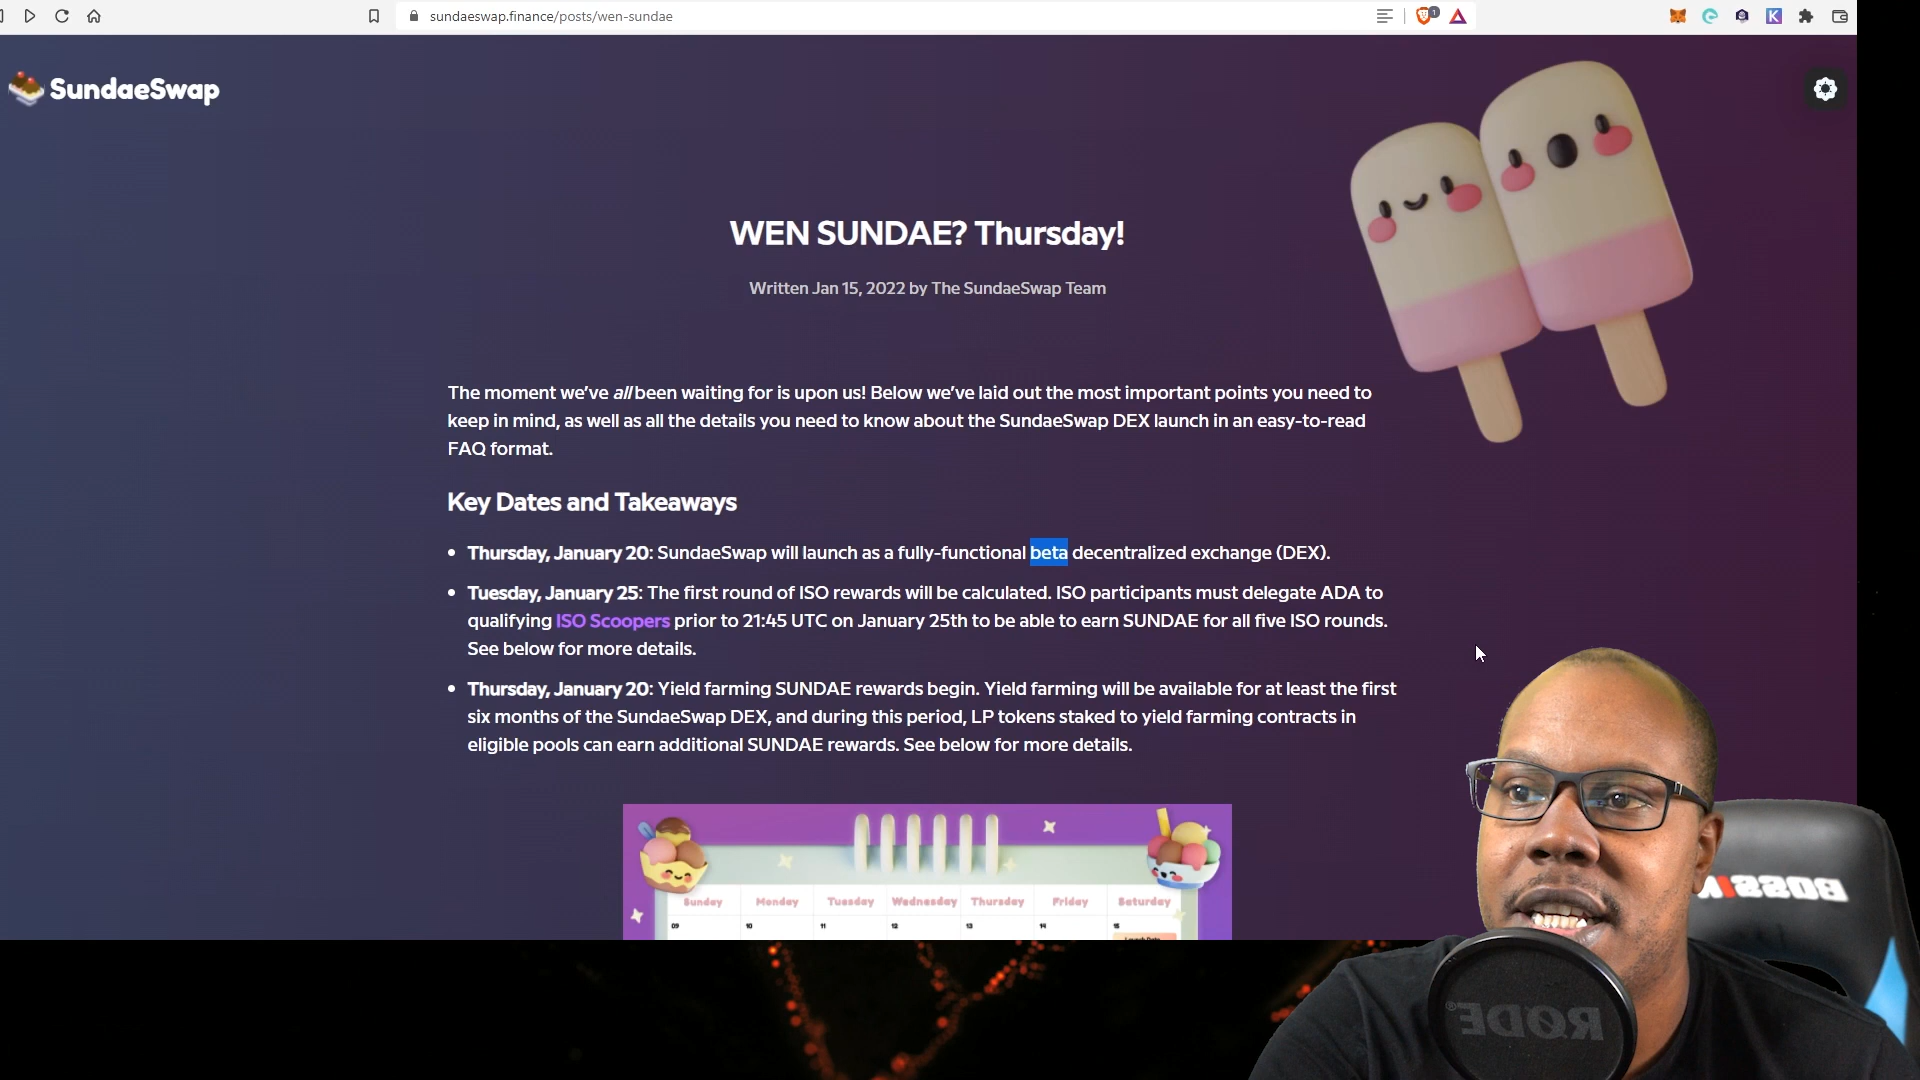 sundaeswap.finance/posts/wen-sundae
1
K
SundaeSwap
WEN SUNDAE? Thursday!
Written Jan 15, 2022 by The SundaeSwap Team
The moment we've all been waiting for is upon us! Below we've laid out the most important points you need to
keep in mind, as well as all the details you need to know about the SundaeSwap DEX launch in an easy-to-read
FAQ format.
Key Dates and Takeaways
• Thursday, January 20: SundaeSwap will launch as a fully-functional beta decentralized exchange (DEX).
• Tuesday, January 25: The first round of ISO rewards will be calculated. ISO participants must delegate ADA to
qualifying ISO Scoopers prior to 21:45 UTC on January 25th to be able to earn SUNDAE for all five ISO rounds.
See below for more details.
• Thursday, January 20: Yield farming SUNDAE rewards begin. Yield farming will be available for at least the first
six months of the SundaeSwap DEX, and during this period, LP tokens staked to yield farming contracts in
eligible pools can earn additional SUNDAE rewards. See below for more details.
Sunday Monday Tuesday Wednesday Thursday Friday Saturday
09 10 11 12 13 14 15
RODE